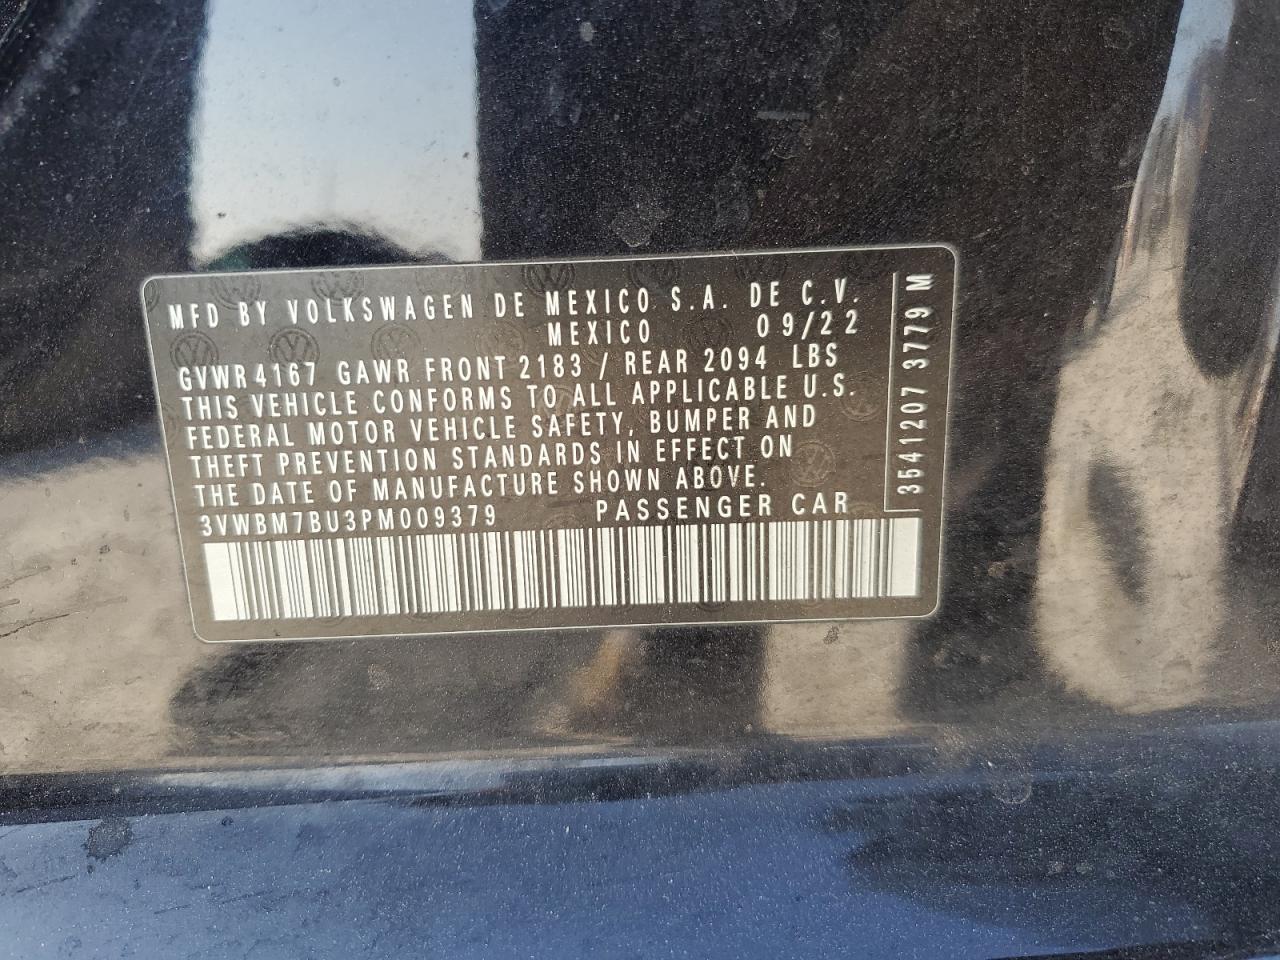 MFD BY VOLKSWAGEN DE MEXICO S.A. DE C.V.
MEXICO 09/22
GVWR 4167 GAWR FRONT 2183 / REAR 2094 LBS
THIS VEHICLE CONFORMS TO ALL APPLICABLE U.S.
FEDERAL MOTOR VEHICLE SAFETY, BUMPER AND
THEFT PREVENTION STANDARDS IN EFFECT ON
THE DATE OF MANUFACTURE SHOWN ABOVE.
3VWBM7BU3PM009379 PASSENGER CAR
3541207 3779 M